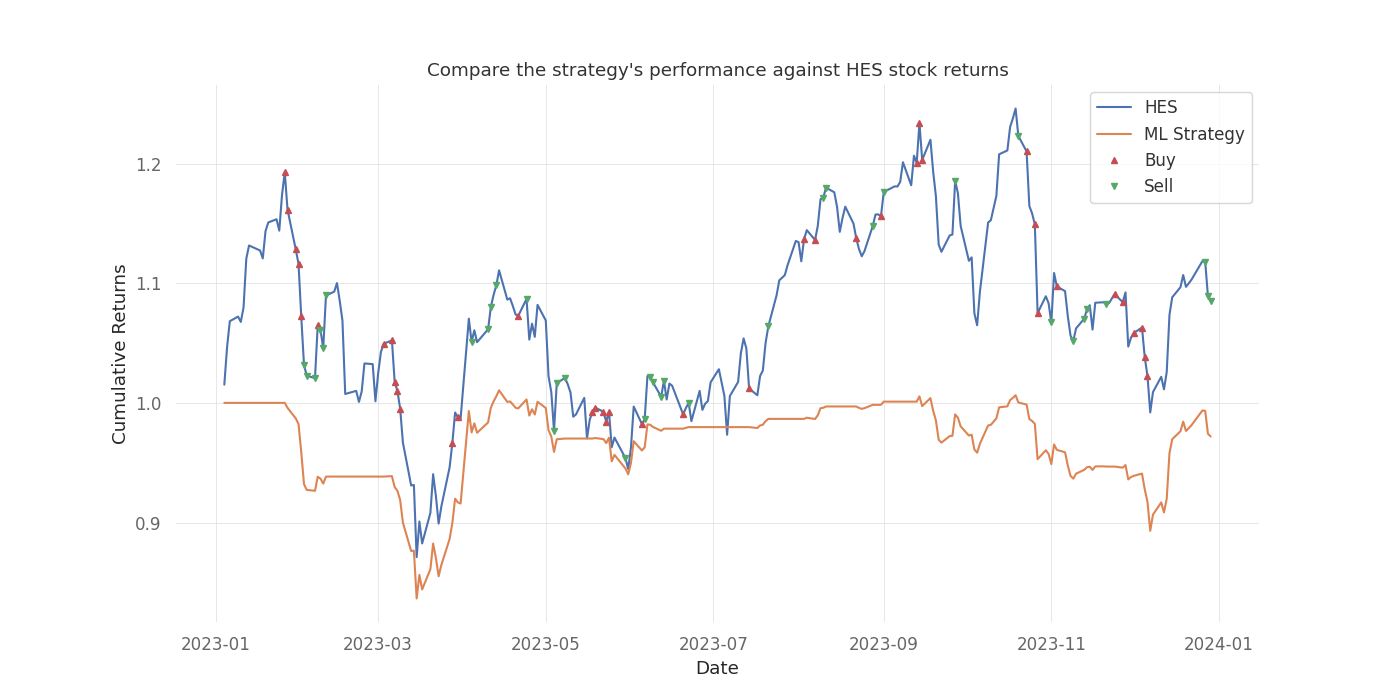 Compare the strategy's performance against HES stock returns
HES
ML Strategy
Buy
Sell
Cumulative Returns
1.2
1.1
1.0
0.9
2023-01 2023-03 2023-05 2023-07 2023-09 2023-11 2024-01
Date